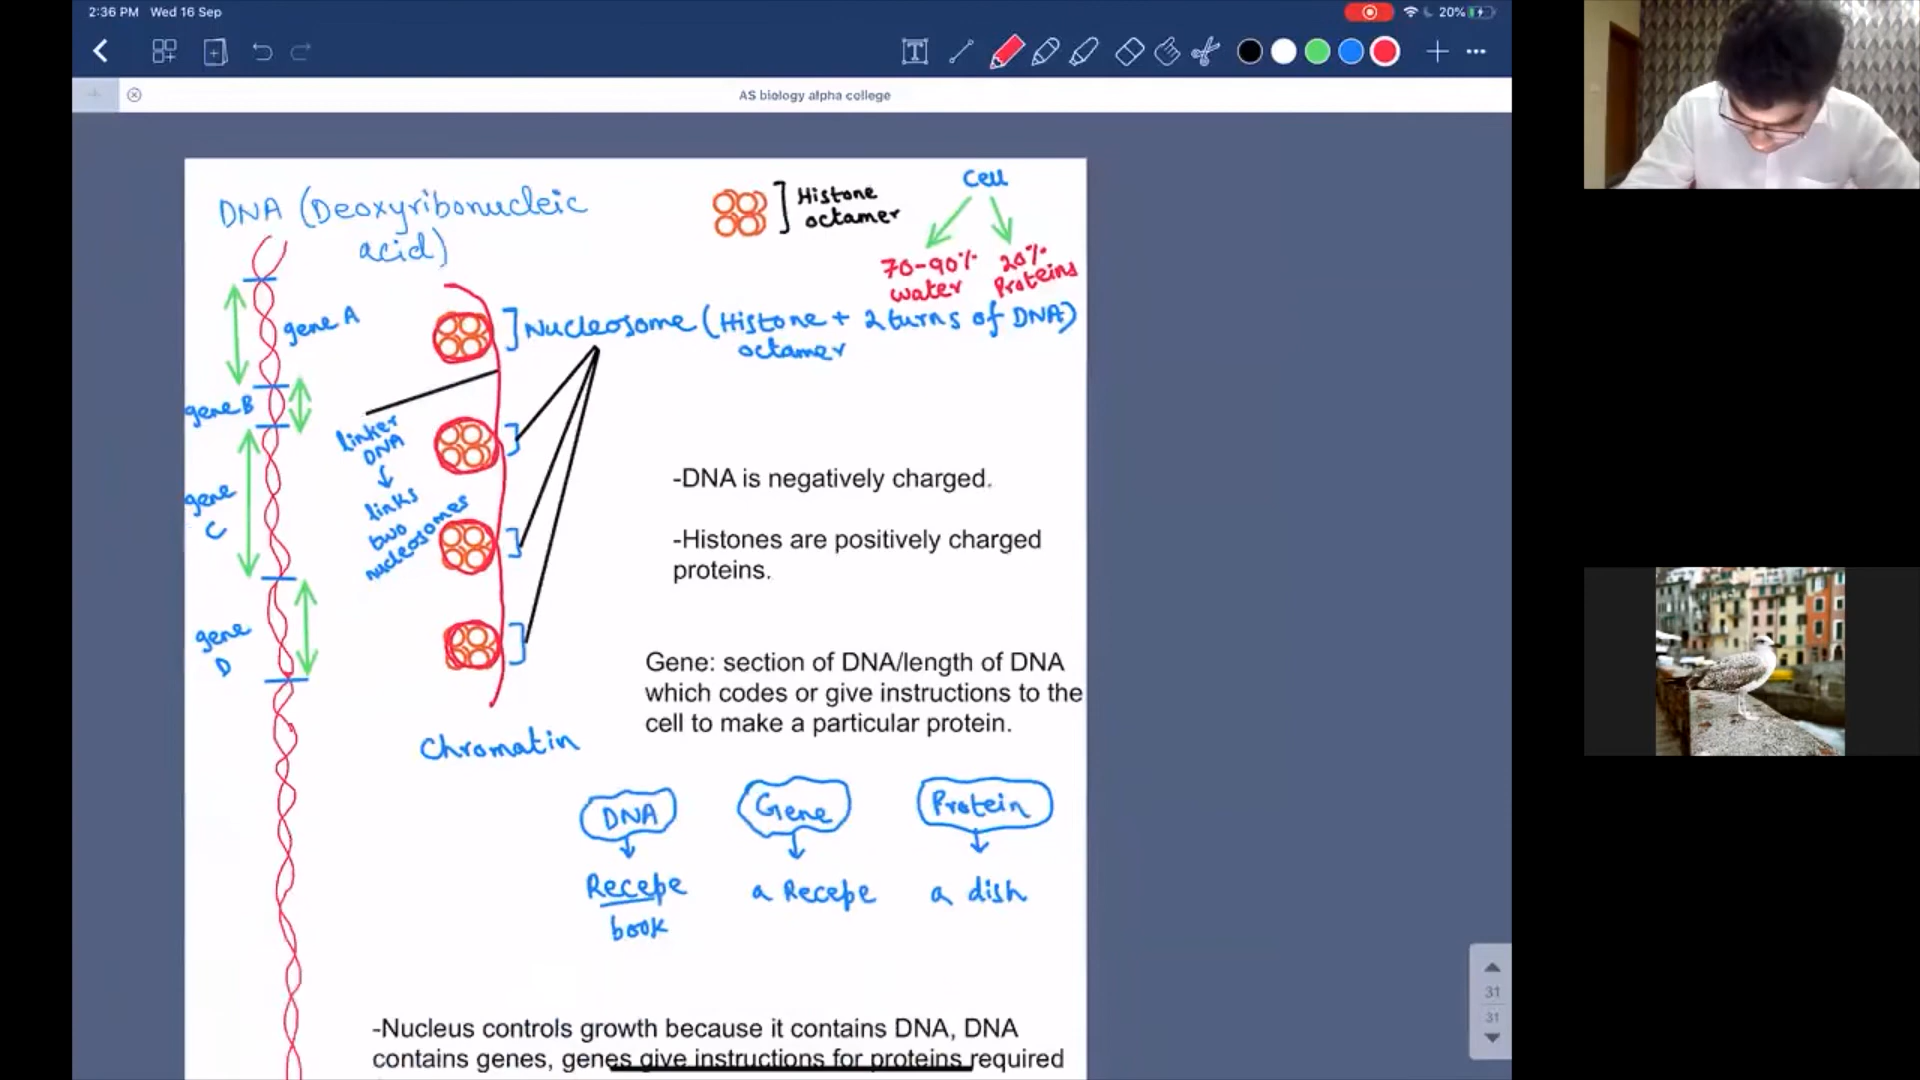 2:36 PM Wed 16 Sep
20%
AS biology alpha college
DNA (Deoxyribonucleic
acid)
Histone
octamer
Cell
70-90%
water
20%
Proteins
gene A
Nucleosome (Histone + 2 turns of DNA)
octamer
gene B
linker
DNA
links
two
nucleosomes
gene
C
-DNA is negatively charged.
-Histones are positively charged
proteins.
gene
D
Gene: section of DNA/length of DNA
which codes or give instructions to the
cell to make a particular protein.
Chromatin
DNA
Gene
Protein
Recepe
book
a Recepe
a dish
31
31
-Nucleus controls growth because it contains DNA, DNA
contains genes, genes give instructions for proteins required